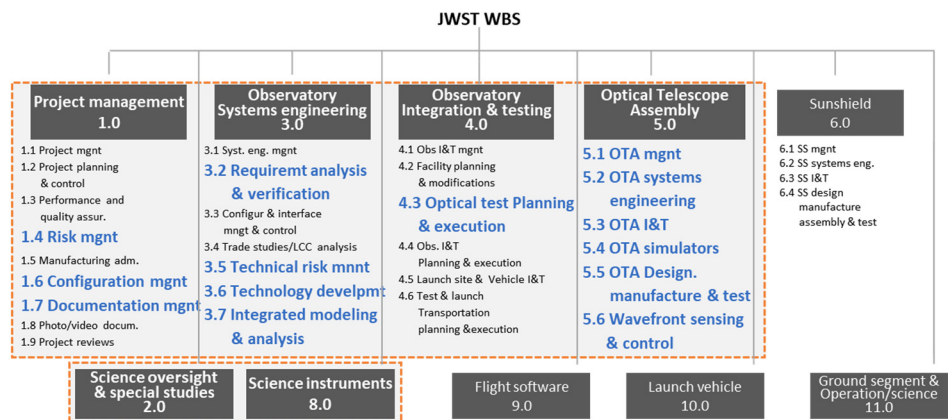 JWST WBS
Project management
1.0
1.1 Project mgnt
1.2 Project planning
& control
1.3 Performance and
quality assur.
1.4 Risk mgnt
1.5 Manufacturing adm.
1.6 Configuration mgnt
1.7 Documentation mgnt
1.8 Photo/video docum.
1.9 Project reviews
Observatory
Systems engineering
3.0
3.1 Syst. eng. mgnt
3.2 Requiremt analysis
& verification
3.3 Configur & interface
mngt & control
3.4 Trade studies/LCC analysis
3.5 Technical risk mnnt
3.6 Technology develpmt
3.7 Integrated modeling
& analysis
Observatory
Integration & testing
4.0
4.1 Obs I&T mgnt
4.2 Facility planning
& modifications
4.3 Optical test Planning
& execution
4.4 Obs. I&T
Planning & execution
4.5 Launch site & Vehicle I&T
4.6 Test & launch
Transportation
planning &execution
Optical Telescope
Assembly
5.0
5.1 OTA mgnt
5.2 OTA systems
engineering
5.3 OTA I&T
5.4 OTA simulators
5.5 OTA Design.
manufacture & test
5.6 Wavefront sensing
& control
Sunshield
6.0
6.1 SS mgnt
6.2 SS systems eng.
6.3 SS I&T
6.4 SS design
manufacture
assembly & test
Science oversight
& special studies
2.0
Science instruments
8.0
Flight software
9.0
Launch vehicle
10.0
Ground segment &
Operation/science
11.0